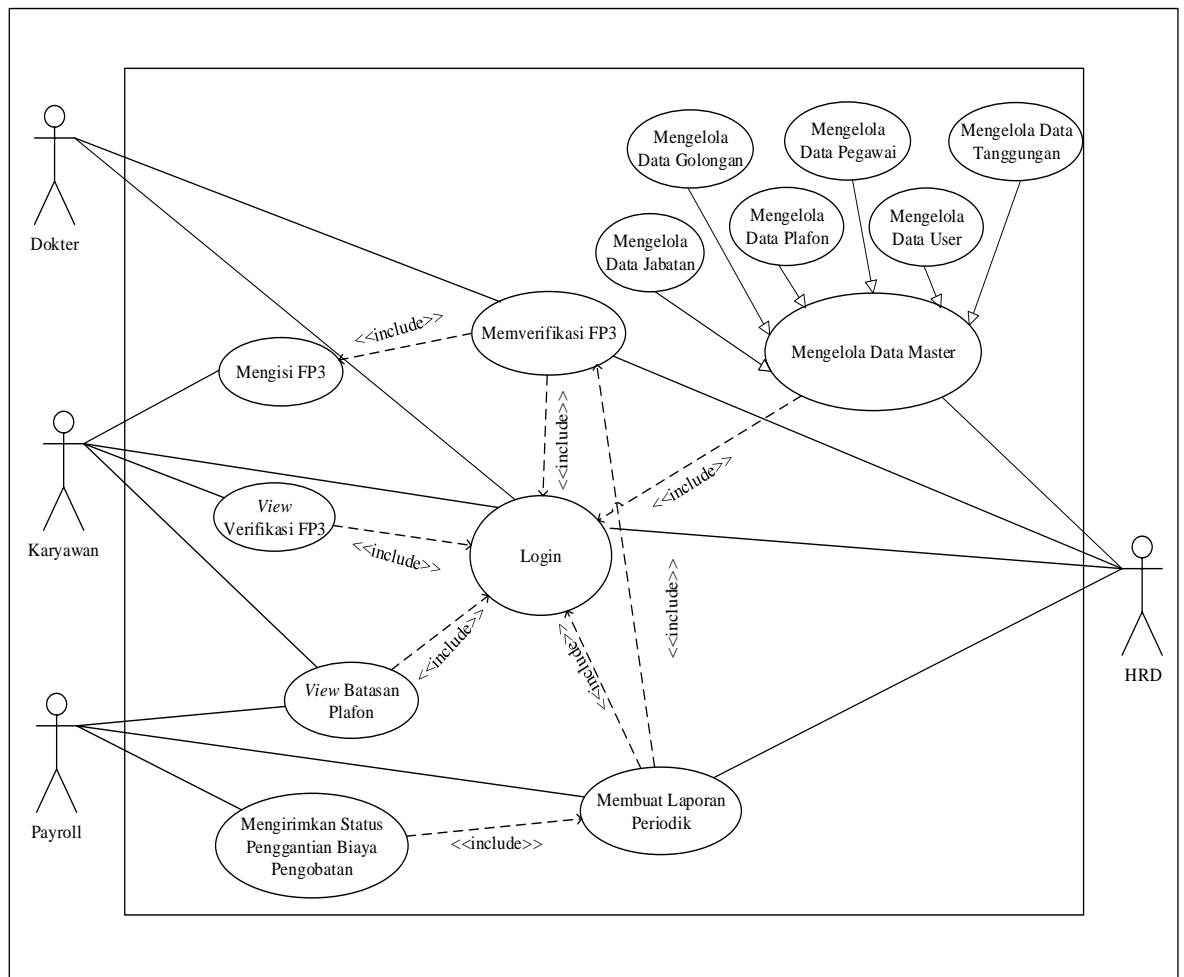 Dokter
Mengelola
Data Golongan
Mengelola
Data Pegawai
Mengelola Data
Tanggungan
Mengelola
Data Jabatan
Mengelola
Data Plafon
Mengelola
Data User
<<include>>
Memverifikasi FP3
Mengelola Data Master
Mengisi FP3
<<include>>
<<include>>
Karyawan
View
Verifikasi FP3
<<include>>
Login
<<include>>
HRD
<<include>>
<<include>>
View Batasan
Plafon
Payroll
Mengirimkan Status
Penggantian Biaya
Pengobatan
<<include>>
Membuat Laporan
Periodik